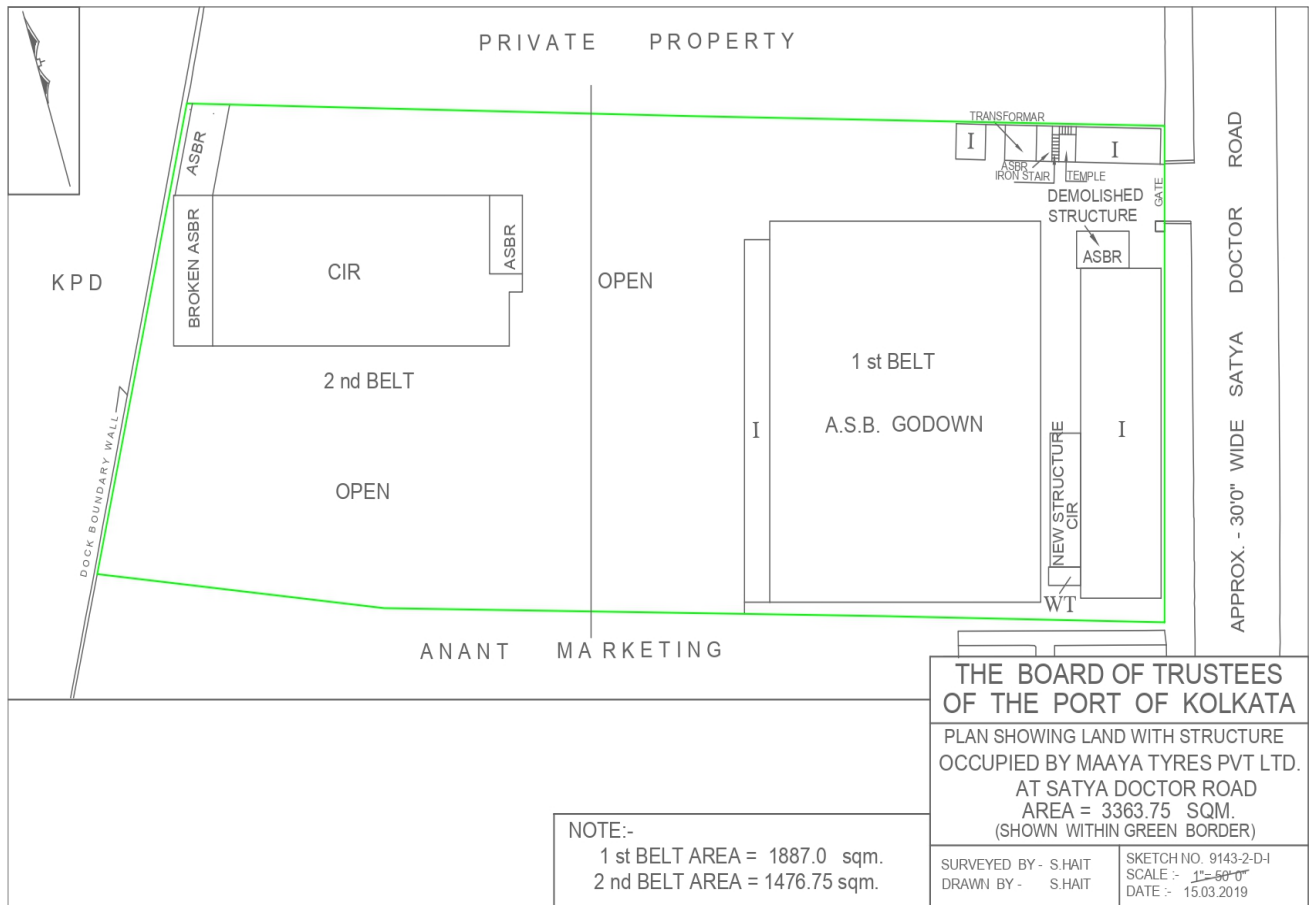 PRIVATE PROPERTY
TRANSFORMAR
I
I
ASBR
ASBR
IRON STAIR
TEMPLE
GATE
DEMOLISHED
STRUCTURE
ASBR
BROKEN ASBR
CIR
ASBR
KPD
OPEN
1 st BELT
A.S.B. GODOWN
2 nd BELT
OPEN
I
I
NEW STRUCTURE
CIR
WT
DOCK BOUNDARY WALL
APPROX. - 30'0" WIDE SATYA DOCTOR ROAD
ANANT MARKETING
THE BOARD OF TRUSTEES
OF THE PORT OF KOLKATA
PLAN SHOWING LAND WITH STRUCTURE
OCCUPIED BY MAAYA TYRES PVT LTD.
AT SATYA DOCTOR ROAD
AREA = 3363.75 SQM.
(SHOWN WITHIN GREEN BORDER)
NOTE:-
1 st BELT AREA = 1887.0 sqm.
2 nd BELT AREA = 1476.75 sqm.
SURVEYED BY - S.HAIT
DRAWN BY - S.HAIT
SKETCH NO. 9143-2-D-I
SCALE :- 1"= 50' 0"
DATE :- 15.03.2019